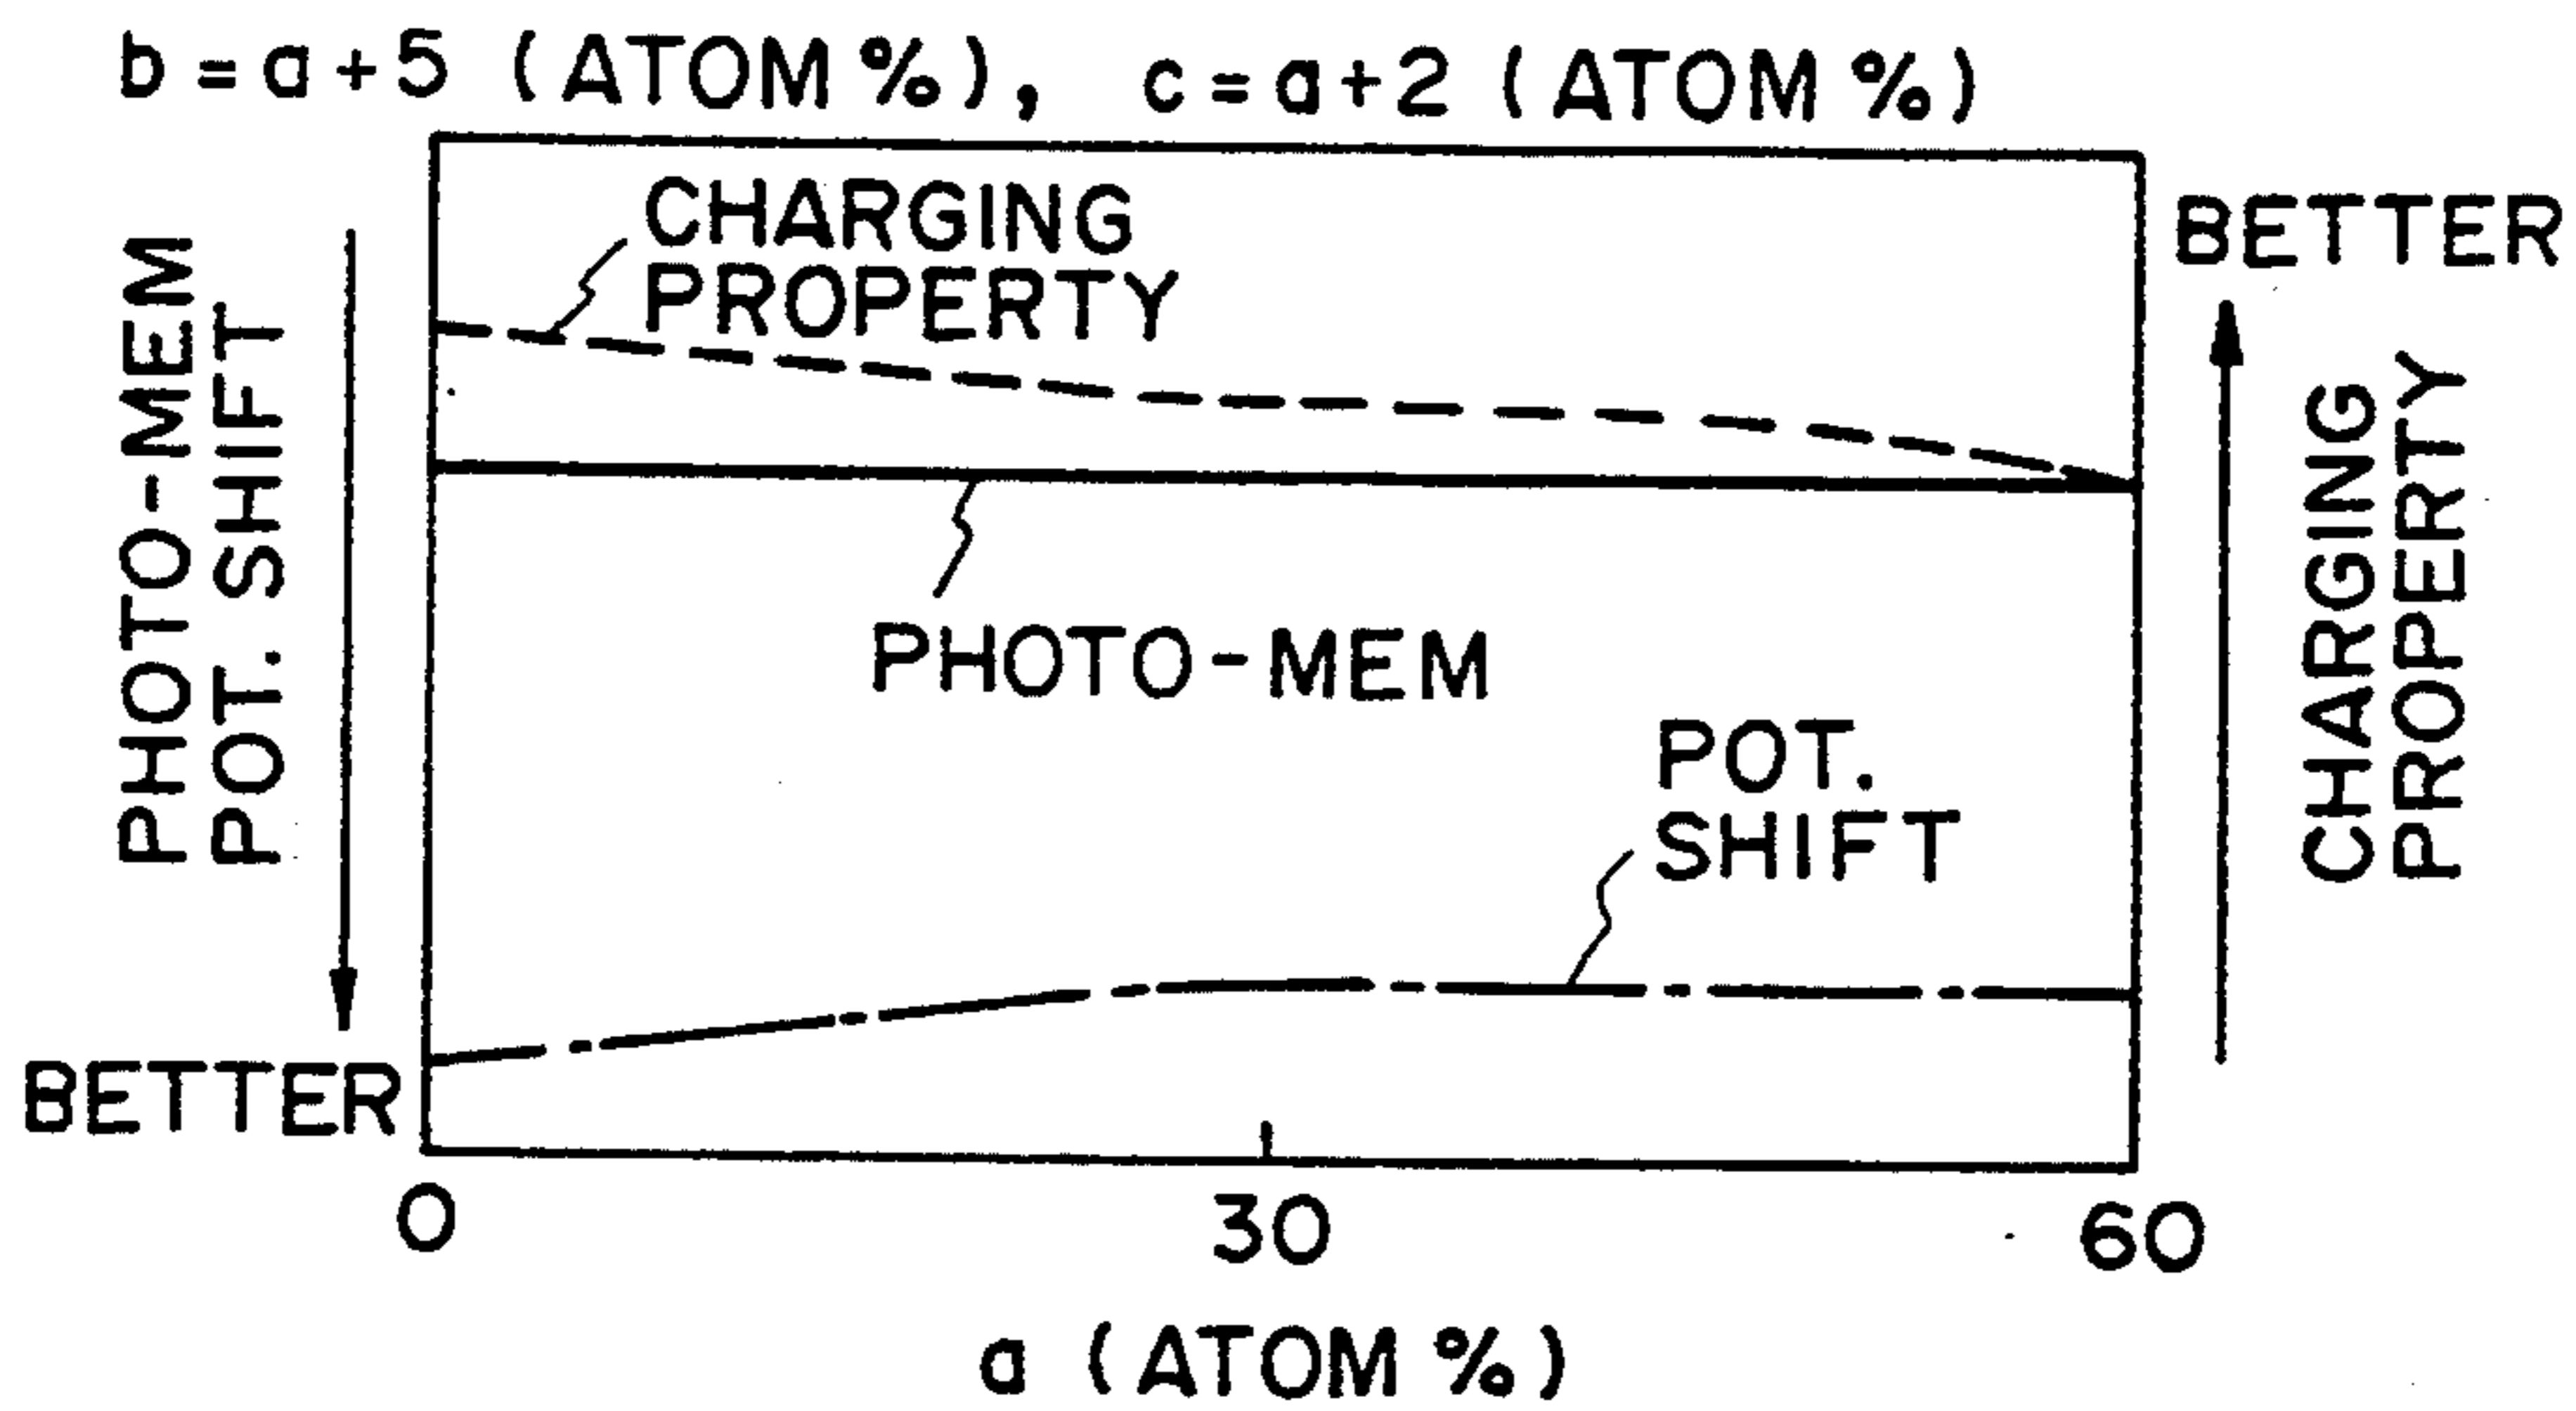 b = a + 5 (ATOM %), c = a + 2 (ATOM %)
CHARGING
PROPERTY
BETTER
PHOTO-MEM
POT. SHIFT
CHARGING
PROPERTY
PHOTO-MEM
POT.
SHIFT
BETTER
0 30 60
a (ATOM %)